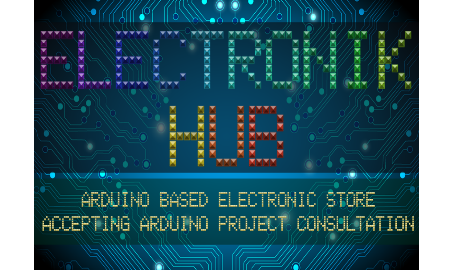 ELECTRONIK
HUB
ARDUINO BASED ELECTRONIC STORE
ACCEPTING ARDUINO PROJECT CONSULTATION